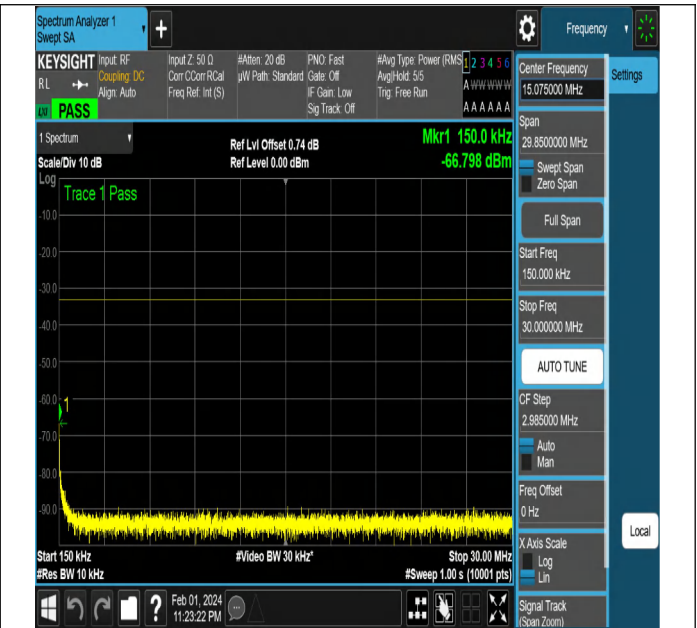 Spectrum Analyzer 1
Swept SA
+
Frequency
KEYSIGHT
Input: RF
Coupling: DC
Align: Auto
RL
LXI
PASS
Input Z: 50 Ω
Corr CCorr RCal
Freq Ref: Int (S)
#Atten: 20 dB
µW Path: Standard
PNO: Fast
Gate: Off
IF Gain: Low
Sig Track: Off
#Avg Type: Power (RMS
Avg|Hold: 5/5
Trig: Free Run
1 2 3 4 5 6
A W W W W W
A A A A A A
1 Spectrum
Scale/Div 10 dB
Log
Ref Lvl Offset 0.74 dB
Ref Level 0.00 dBm
Mkr1 150.0 kHz
-66.798 dBm
Trace 1 Pass
-10.0
-20.0
-30.0
-40.0
-50.0
-60.0
-70.0
-80.0
-90.0
1
Start 150 kHz
#Res BW 10 kHz
#Video BW 30 kHz*
Stop 30.00 MHz
#Sweep 1.00 s (10001 pts)
Feb 01, 2024
11:23:22 PM
?
Settings
Center Frequency
15.075000 MHz
Span
29.8500000 MHz
Swept Span
Zero Span
Full Span
Start Freq
150.000 kHz
Stop Freq
30.000000 MHz
AUTO TUNE
CF Step
2.985000 MHz
Auto
Man
Freq Offset
0 Hz
X Axis Scale
Log
Lin
Signal Track
(Span Zoom)
Local